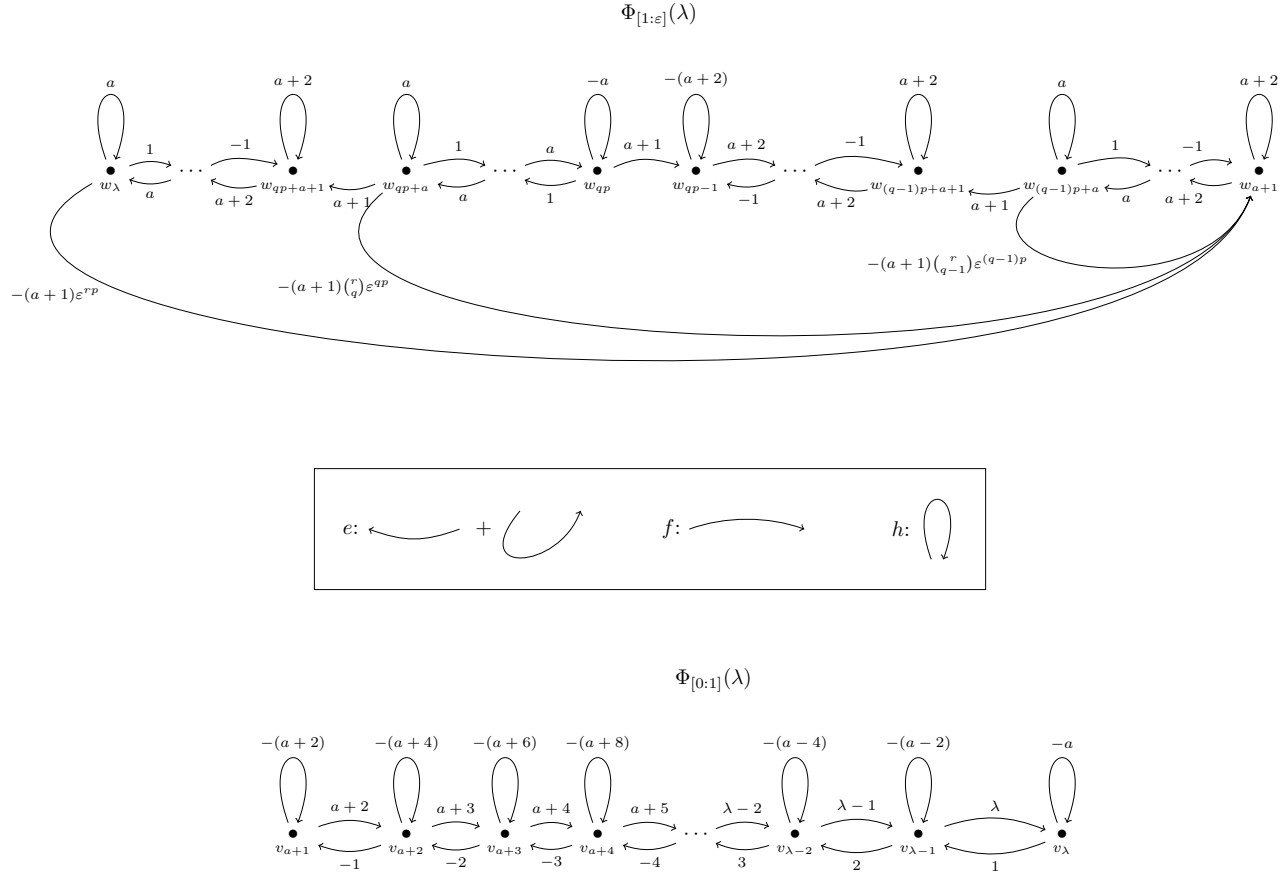 Φ_{[1:ε]}(λ)
a a+2 a −a −(a+2) a+2 a a+2
1 −1 1 a a+1 a+2 −1 1 −1
⋯ ⋯ ⋯ ⋯
w_λ w_{qp+a+1} w_{qp+a} w_{qp} w_{qp−1} w_{(q−1)p+a+1} w_{(q−1)p+a} w_{a+1}
a a+2 a+1 a 1 −1 a+2 a+1 a a+2
−(a+1)ε^{rp} −(a+1)\binom{r}{q}ε^{qp} −(a+1)\binom{r}{q−1}ε^{(q−1)p}
e: + f: h:
Φ_{[0:1]}(λ)
−(a+2) −(a+4) −(a+6) −(a+8) −(a−4) −(a−2) −a
a+2 a+3 a+4 a+5 λ−2 λ−1 λ
⋯
v_{a+1} v_{a+2} v_{a+3} v_{a+4} v_{λ−2} v_{λ−1} v_λ
−1 −2 −3 −4 3 2 1